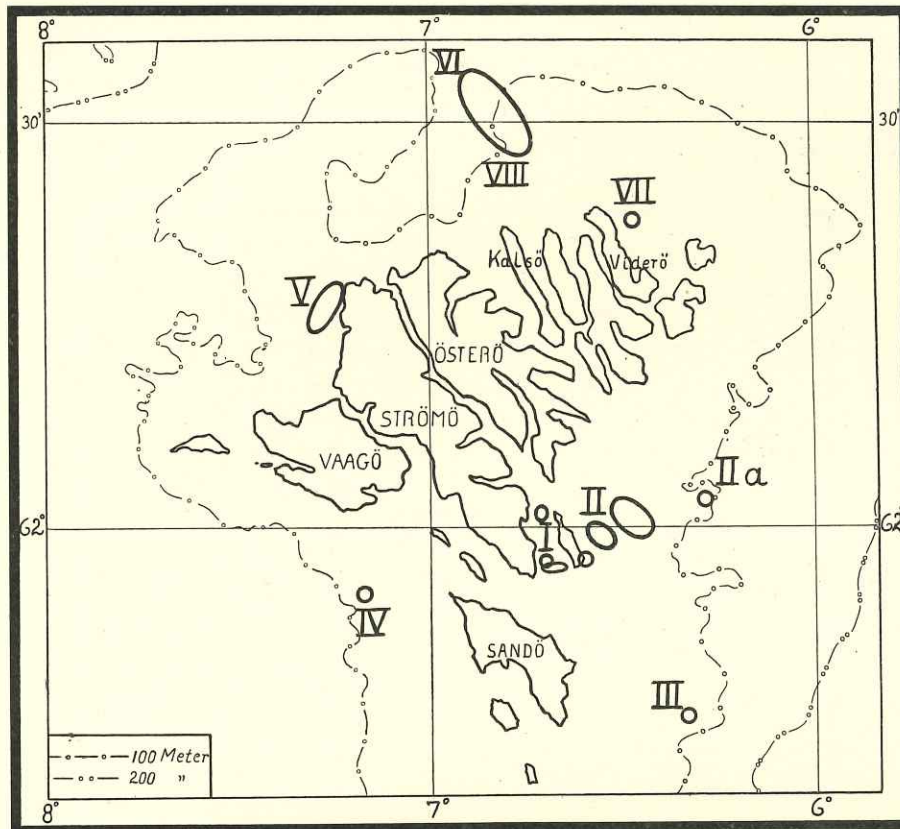 8° 7° 6°
VI
30' 30'
VIII
VII
Kalsö Viderö
V
ÖSTERÖ
STRÖMÖ
VAAGÖ
II a
II
62° 62°
I
IV
SANDÖ
III
100 Meter
200 "
8° 7° 6°